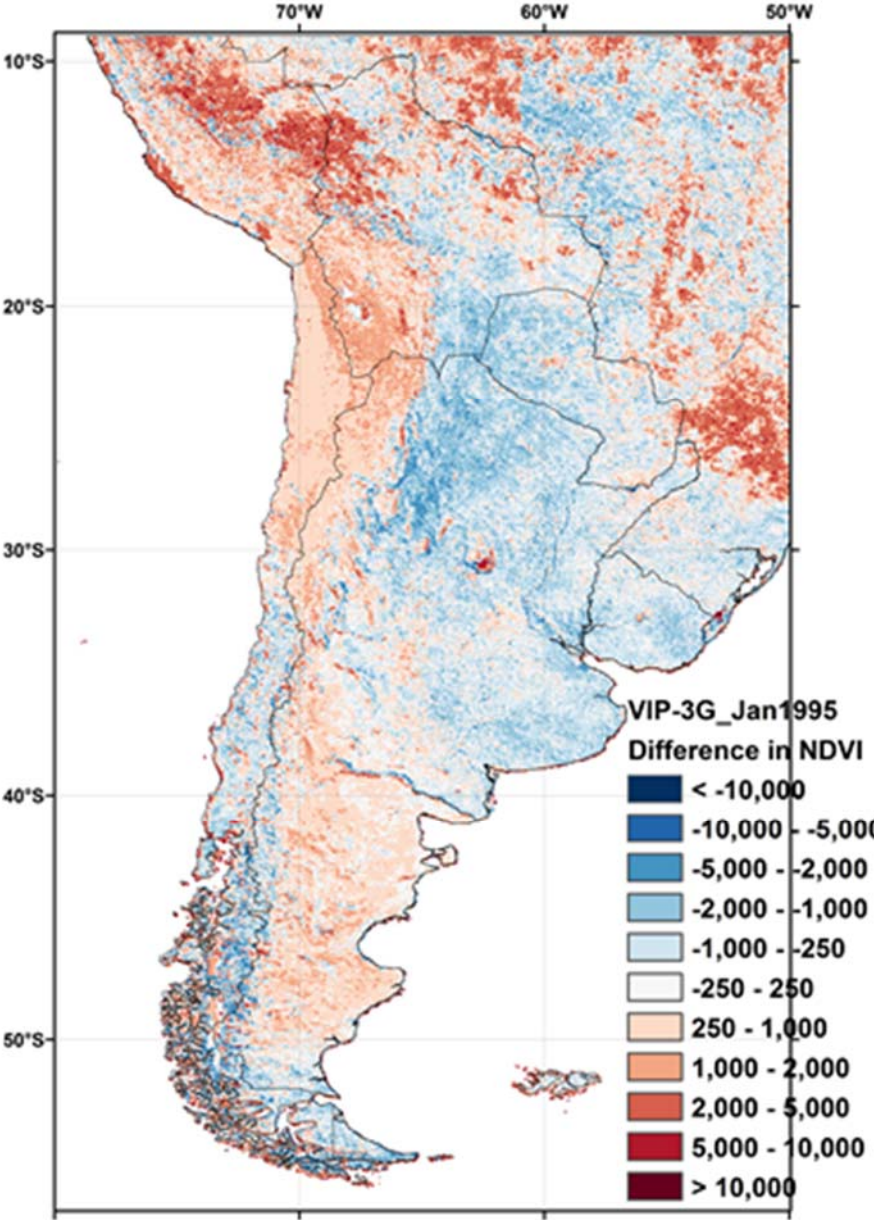 70°W 60°W 50°W
10°S
20°S
30°S
VIP-3G_Jan1995
Difference in NDVI
< -10,000
40°S
-10,000 - -5,000
-5,000 - -2,000
-2,000 - -1,000
-1,000 - -250
-250 - 250
250 - 1,000
50°S
1,000 - 2,000
2,000 - 5,000
5,000 - 10,000
> 10,000